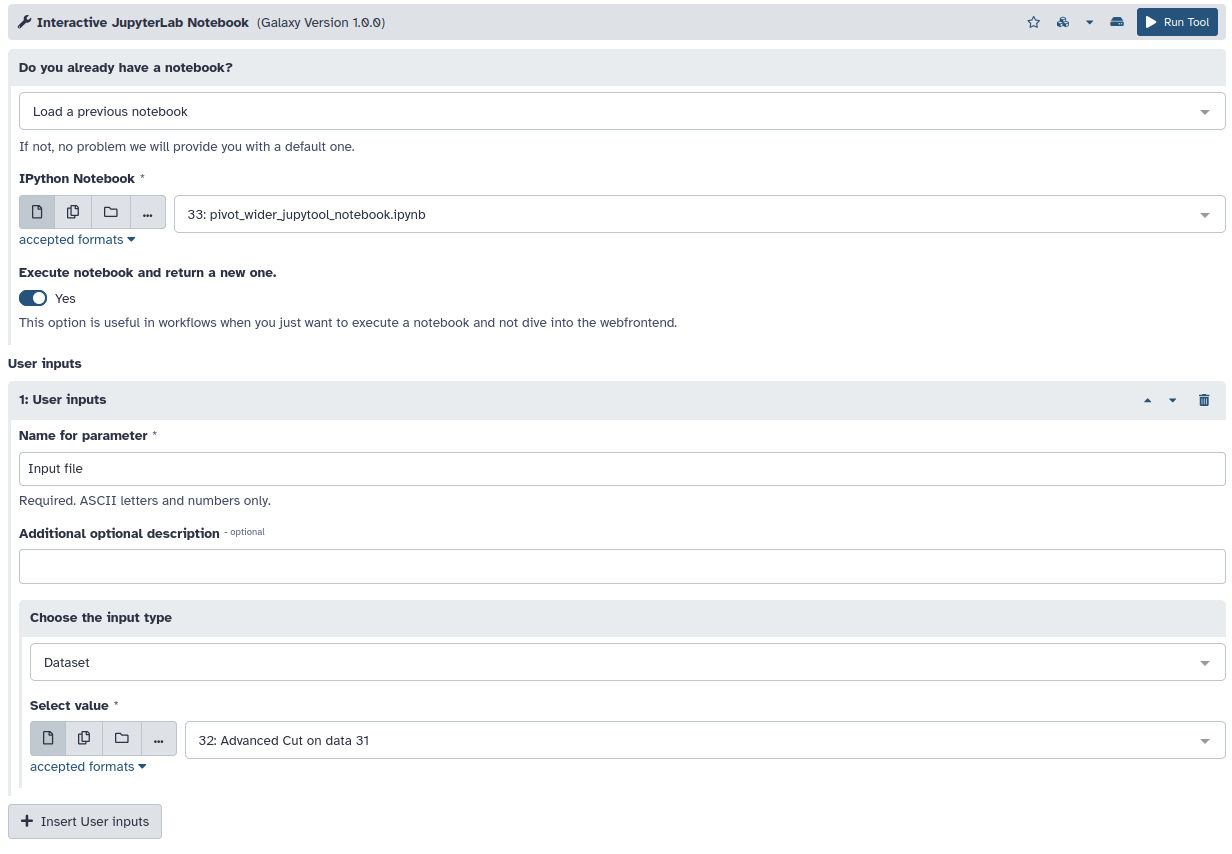 Interactive JupyterLab Notebook (Galaxy Version 1.0.0) Run Tool
Do you already have a notebook?
Load a previous notebook
If not, no problem we will provide you with a default one.
IPython Notebook *
... 33: pivot_wider_jupytool_notebook.ipynb
accepted formats
Execute notebook and return a new one.
Yes
This option is useful in workflows when you just want to execute a notebook and not dive into the webfrontend.
User inputs
1: User inputs
Name for parameter *
Input file
Required. ASCII letters and numbers only.
Additional optional description - optional
Choose the input type
Dataset
Select value *
... 32: Advanced Cut on data 31
accepted formats
+ Insert User inputs